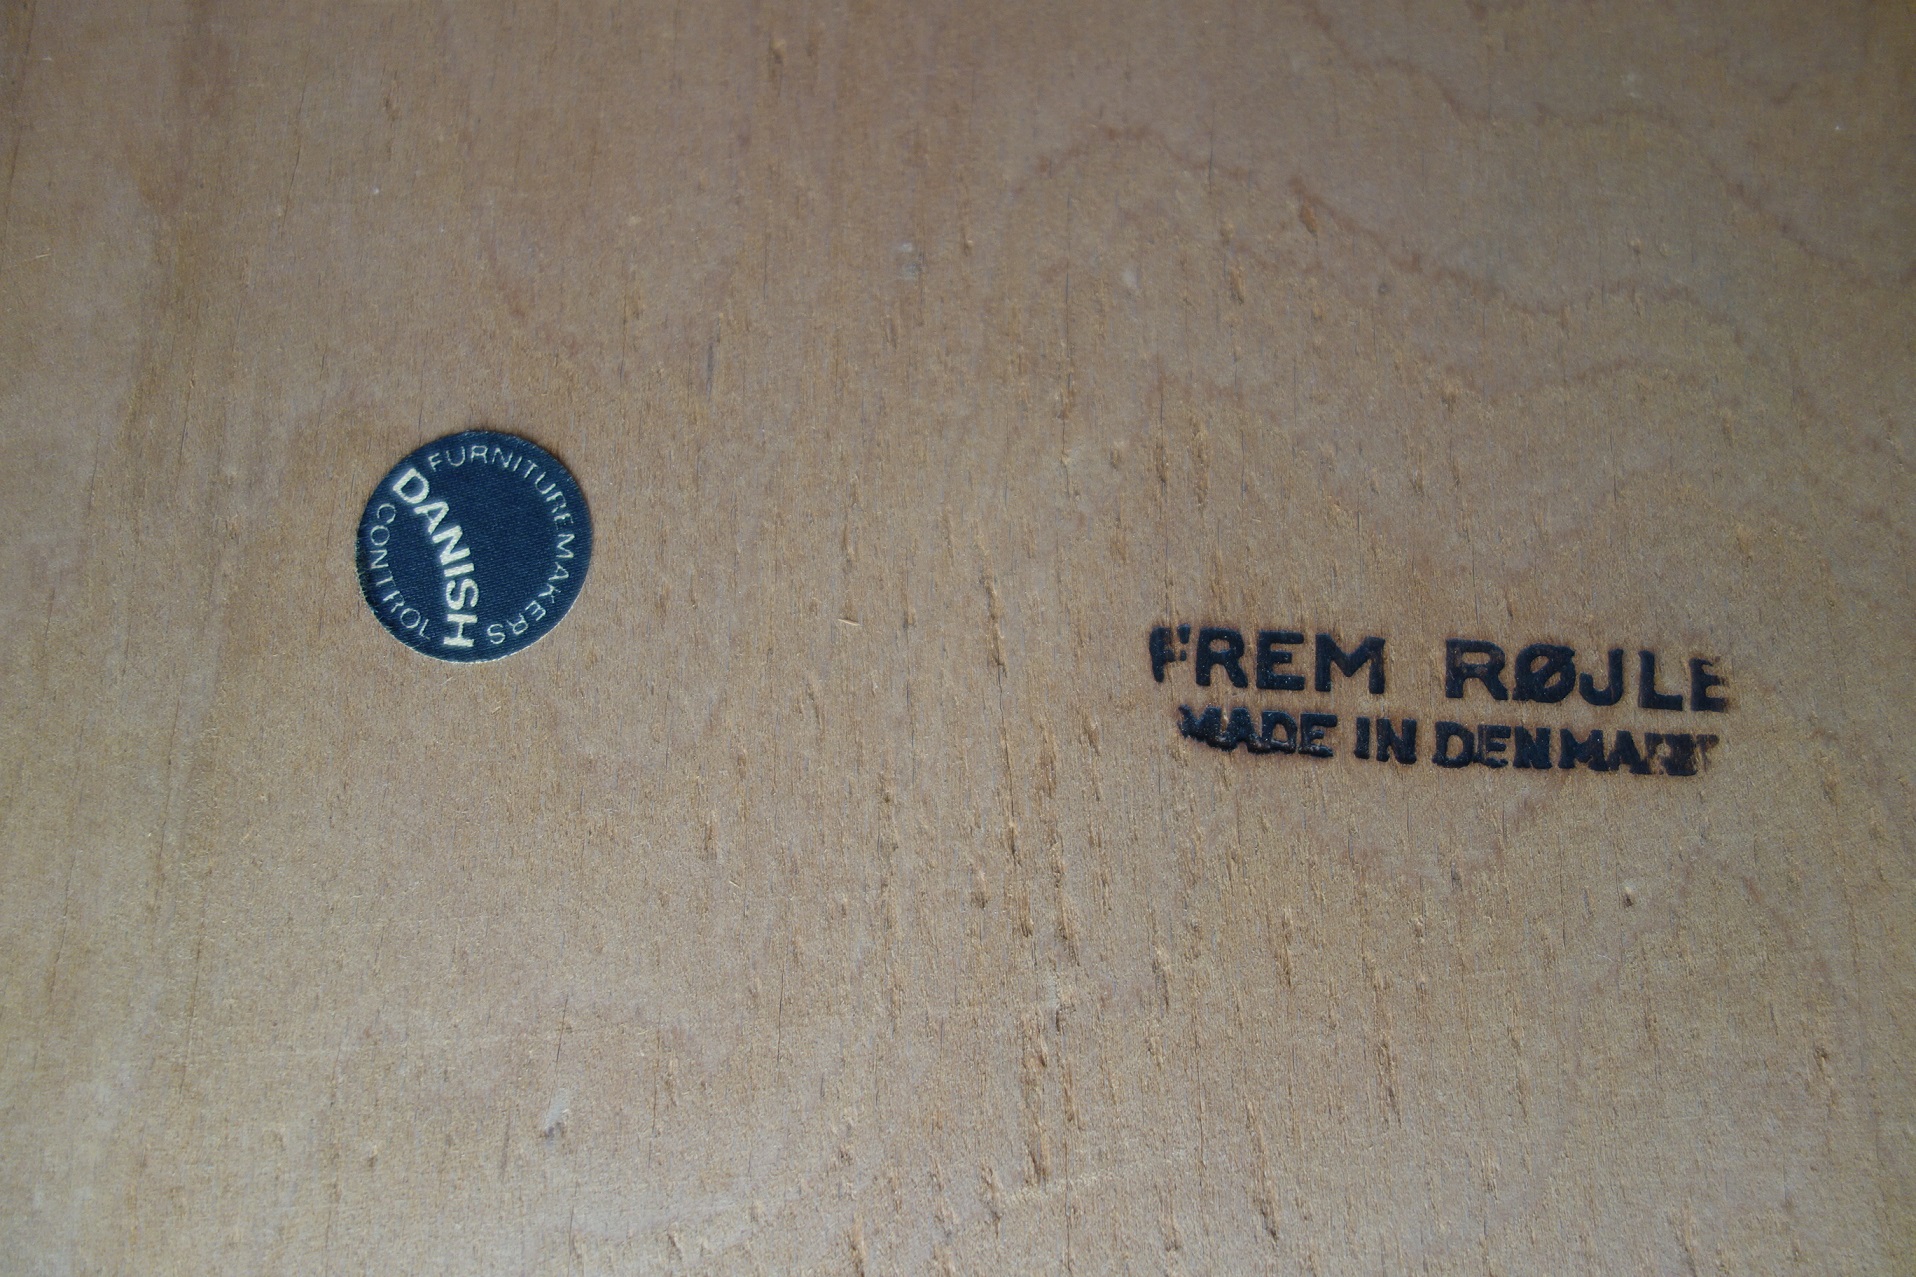 DANISH
FURNITUREMAKERS
CONTROL
FREM RØJLE
MADE IN DENMARK